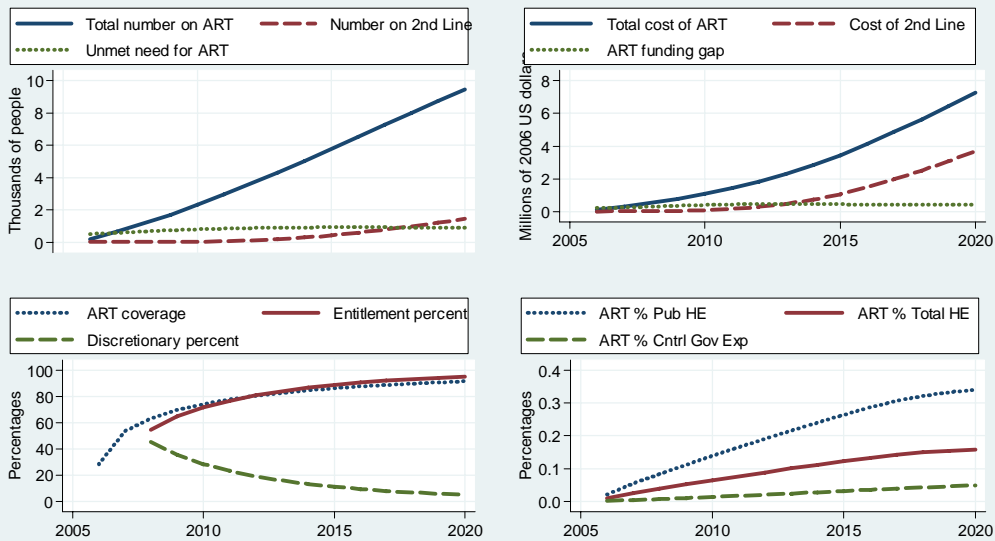 Total number on ART
Number on 2nd Line
Unmet need for ART
Thousands of people
10
8
6
4
2
0
Total cost of ART
Cost of 2nd Line
ART funding gap
Millions of 2006 US dolla
8
6
4
2
0
2005
2010
2015
2020
ART coverage
Entitlement percent
Discretionary percent
Percentages
100
80
60
40
20
0
2005
2010
2015
2020
ART % Pub HE
ART % Total HE
ART % Cntrl Gov Exp
Percentages
0.4
0.3
0.2
0.1
0.0
2005
2010
2015
2020